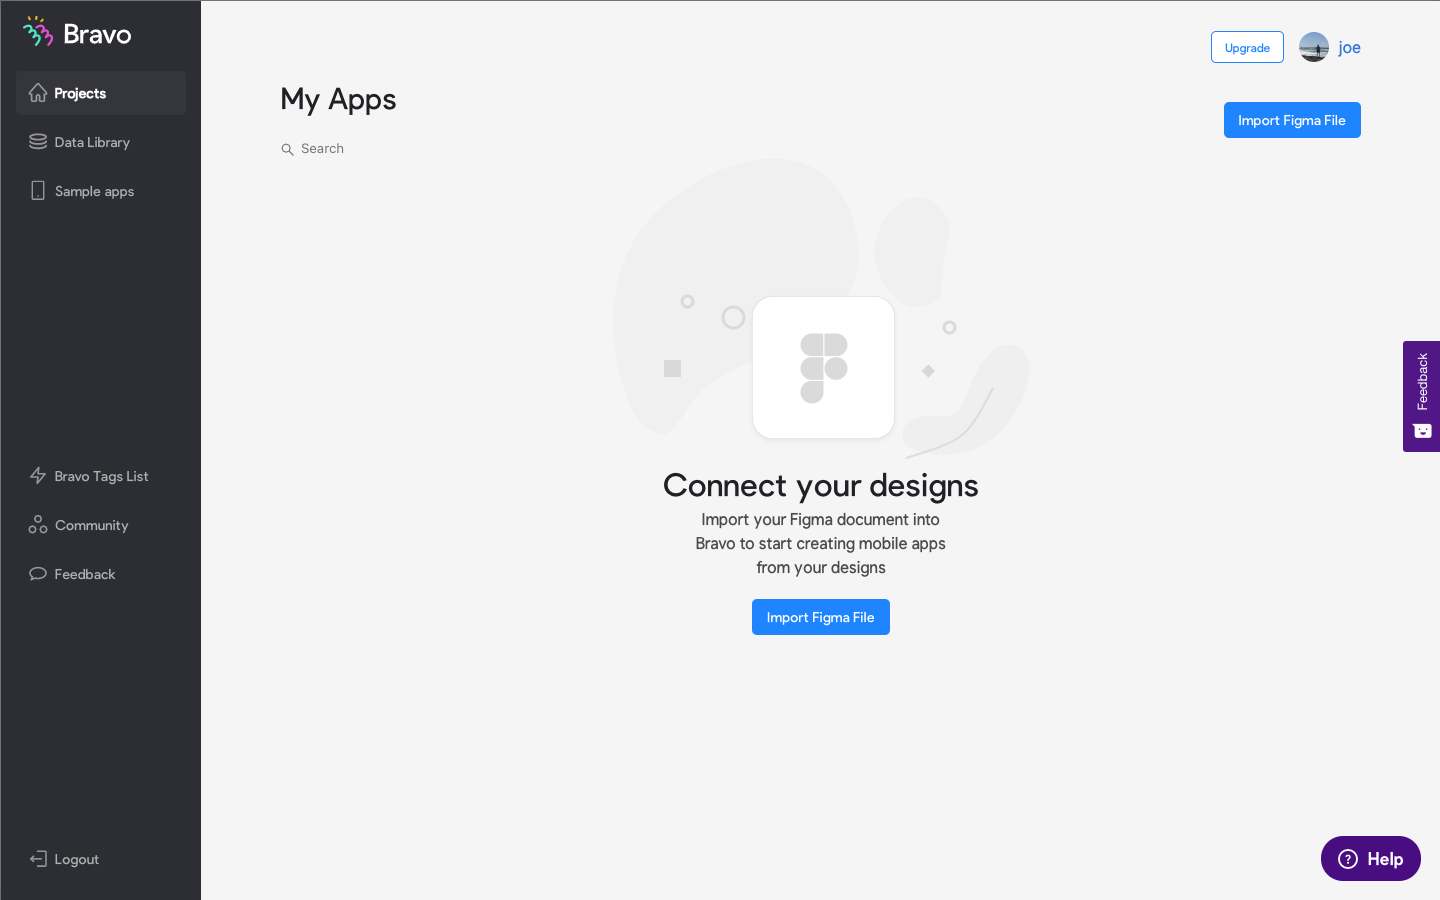 Bravo
Projects
Data Library
Sample apps
Bravo Tags List
Community
Feedback
Logout
Upgrade
joe
My Apps
Import Figma File
Search
Connect your designs
Import your Figma document into
Bravo to start creating mobile apps
from your designs
Import Figma File
Feedback
Help